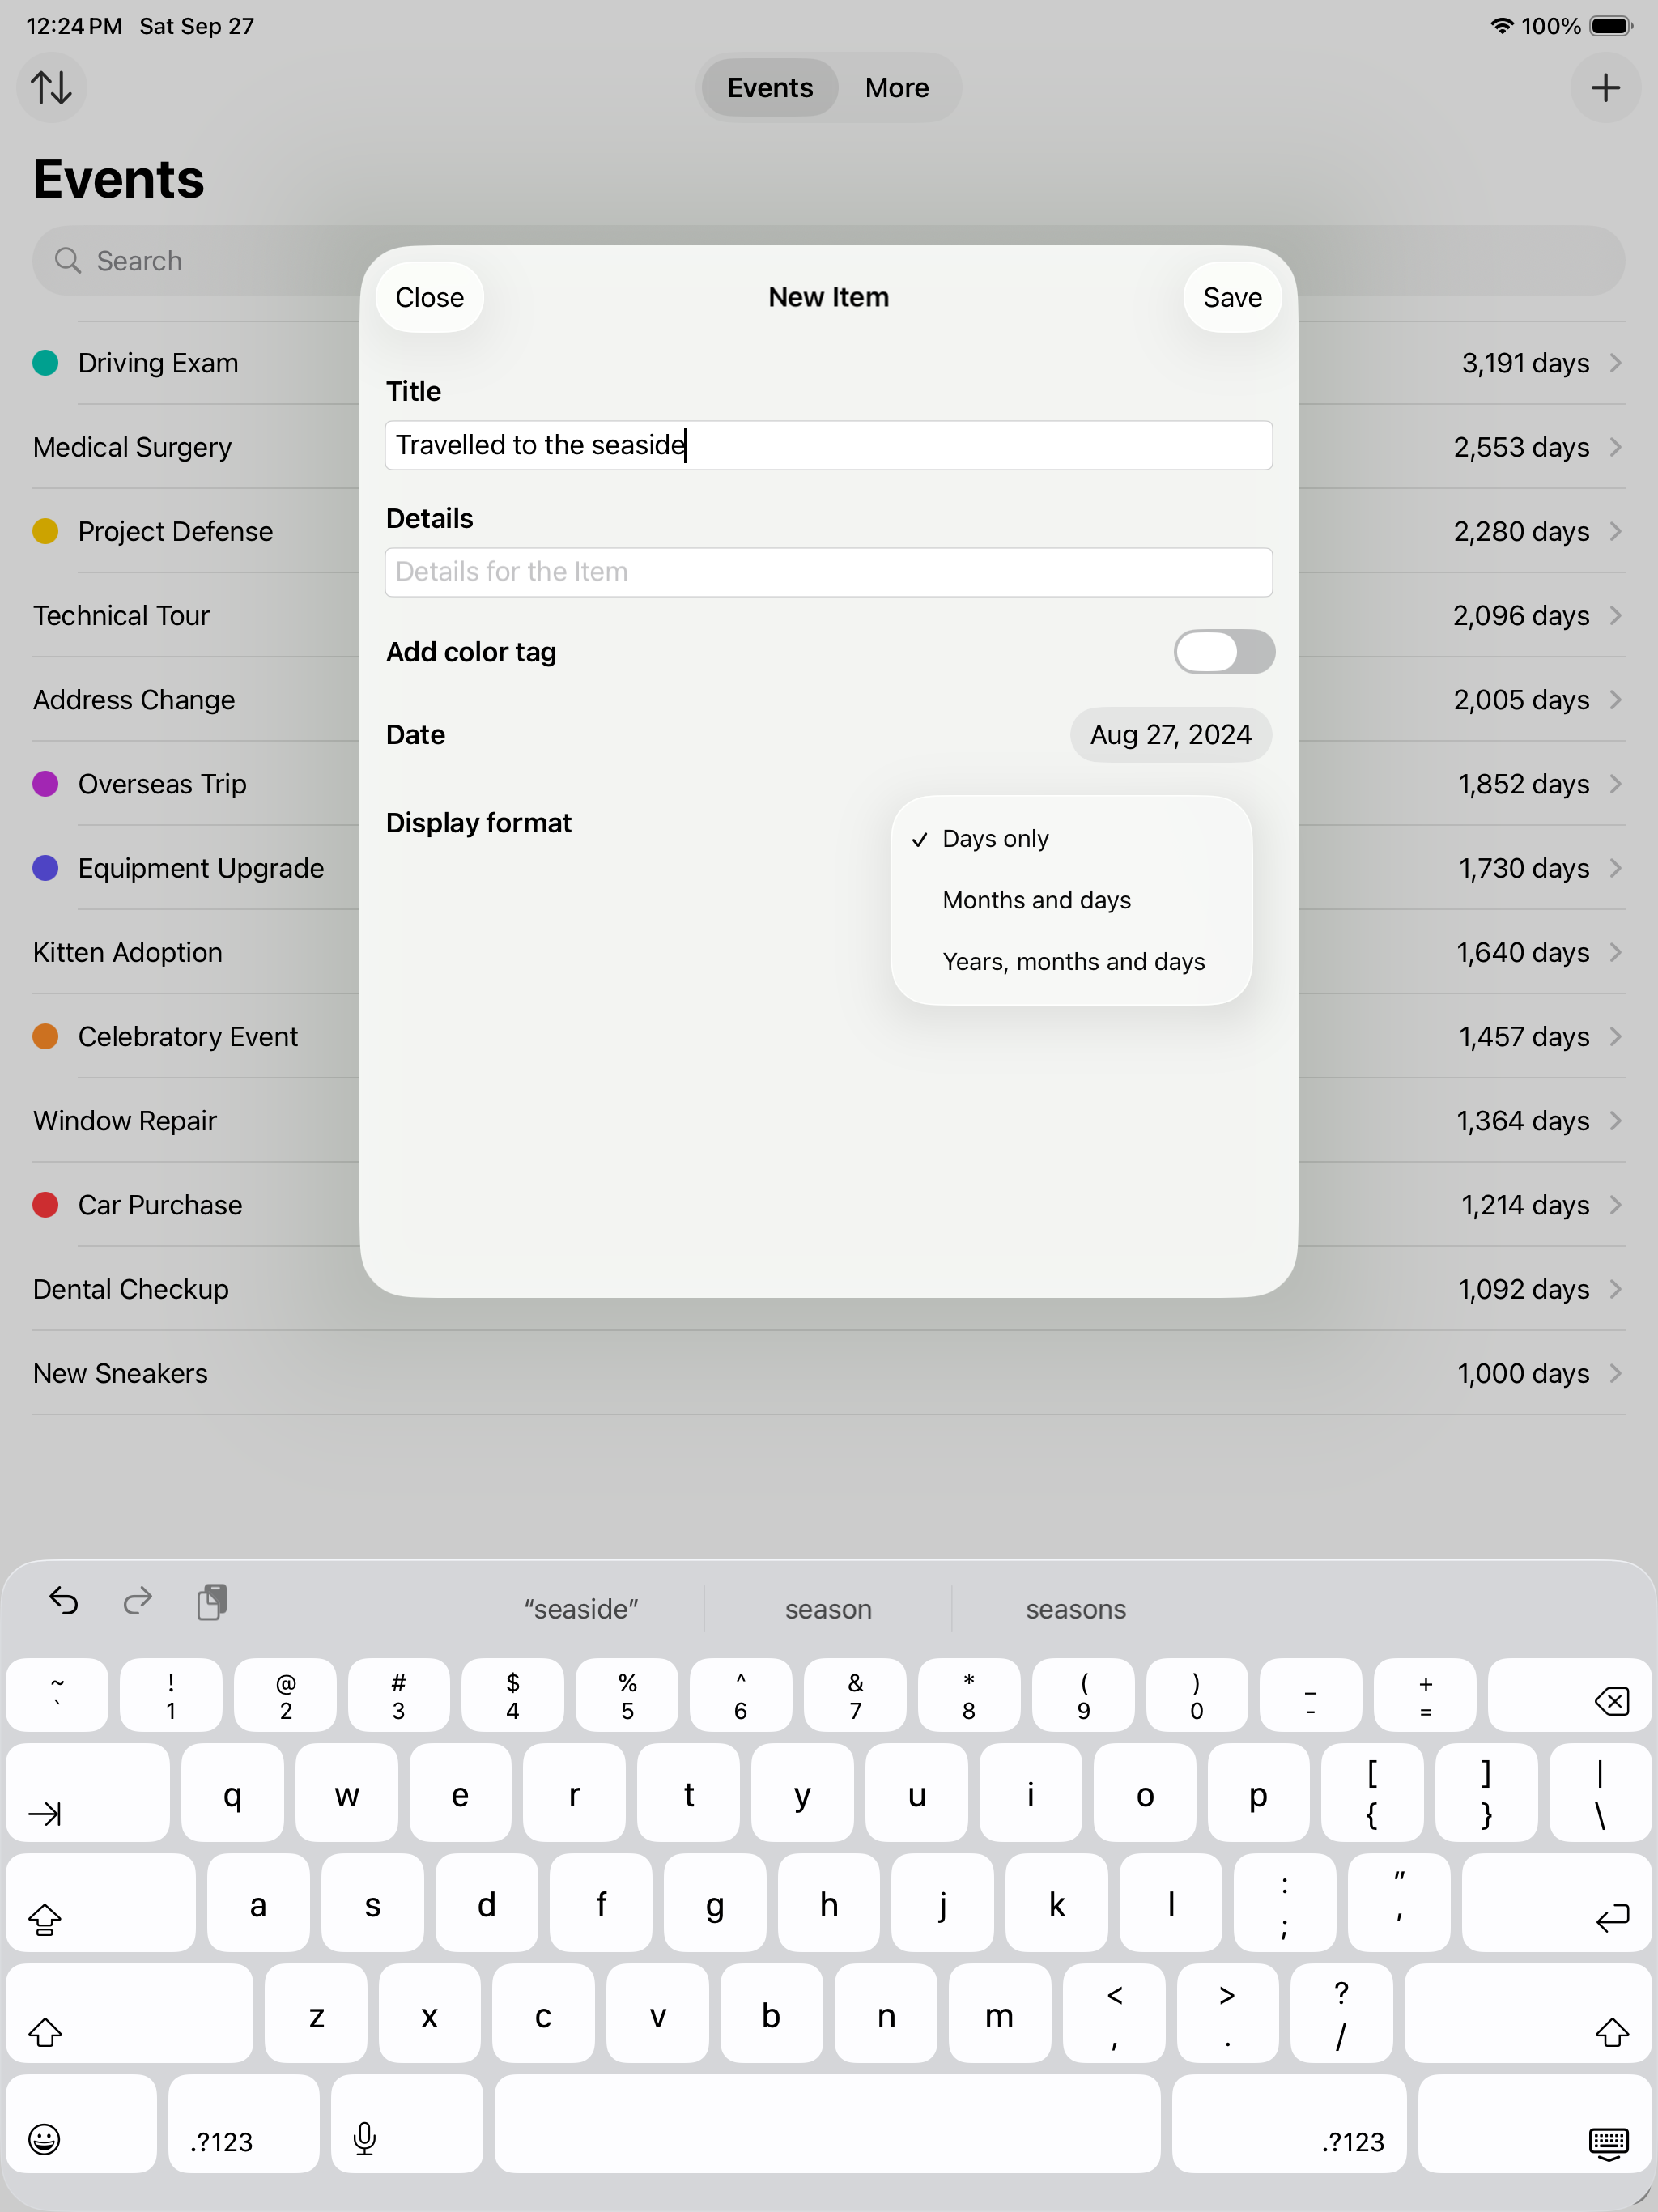 12:24 PM Sat Sep 27
100%
Events More
Events
Search
Close New Item Save
Title
Travelled to the seaside
Details
Details for the Item
Add color tag
Date Aug 27, 2024
Display format
Days only
Months and days
Years, months and days
Driving Exam 3,191 days
Medical Surgery 2,553 days
Project Defense 2,280 days
Technical Tour 2,096 days
Address Change 2,005 days
Overseas Trip 1,852 days
Equipment Upgrade 1,730 days
Kitten Adoption 1,640 days
Celebratory Event 1,457 days
Window Repair 1,364 days
Car Purchase 1,214 days
Dental Checkup 1,092 days
New Sneakers 1,000 days
“seaside” season seasons
~ ! @ # $ % ^ & * ( ) _ +
` 1 2 3 4 5 6 7 8 9 0 - =
q w e r t y u i o p [ ] |
{ } \
a s d f g h j k l : "
; '
z x c v b n m < > ?
, . /
.?123 .?123